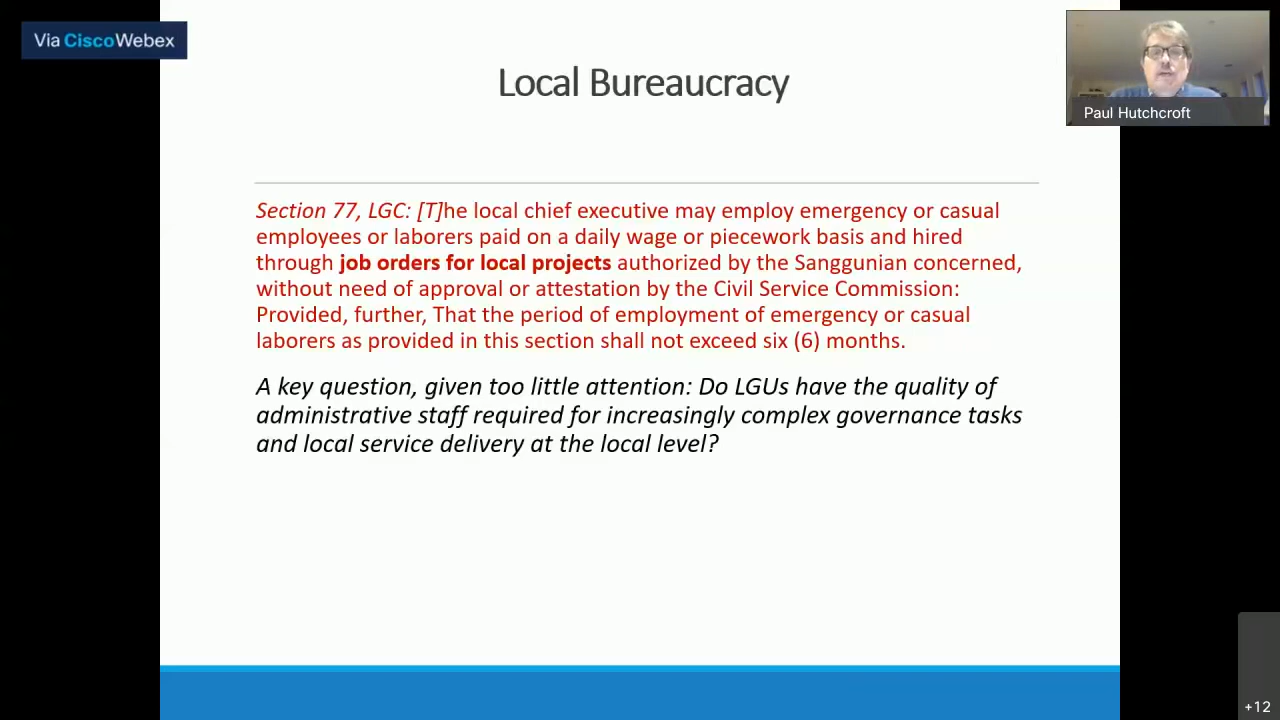 Via CiscoWebex
Local Bureaucracy
Paul Hutchcroft
Section 77, LGC: [T]he local chief executive may employ emergency or casual
employees or laborers paid on a daily wage or piecework basis and hired
through job orders for local projects authorized by the Sanggunian concerned,
without need of approval or attestation by the Civil Service Commission:
Provided, further, That the period of employment of emergency or casual
laborers as provided in this section shall not exceed six (6) months.
A key question, given too little attention: Do LGUs have the quality of
administrative staff required for increasingly complex governance tasks
and local service delivery at the local level?
+12